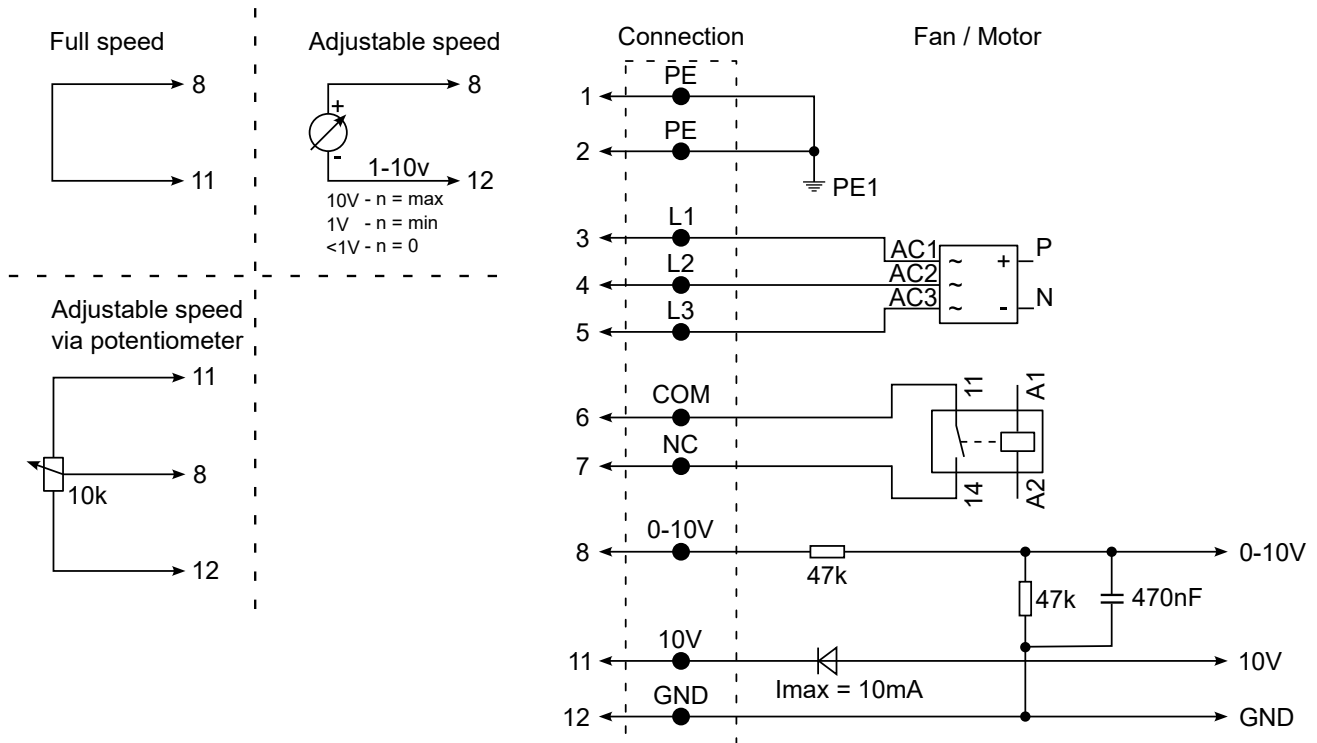 Full speed
8
11
Adjustable speed
+
8
-
1-10v
12
10V - n = max
1V - n = min
<1V - n = 0
Adjustable speed
via potentiometer
11
8
10k
12
Connection
Fan / Motor
PE
1
PE
2
PE1
L1
3
AC1 ~ + P
L2
4
AC2 ~
L3
5
AC3 ~ - N
COM
6
11
A1
NC
7
14
A2
0-10V
8
47k
0-10V
47k
470nF
10V
11
10V
Imax = 10mA
GND
12
GND